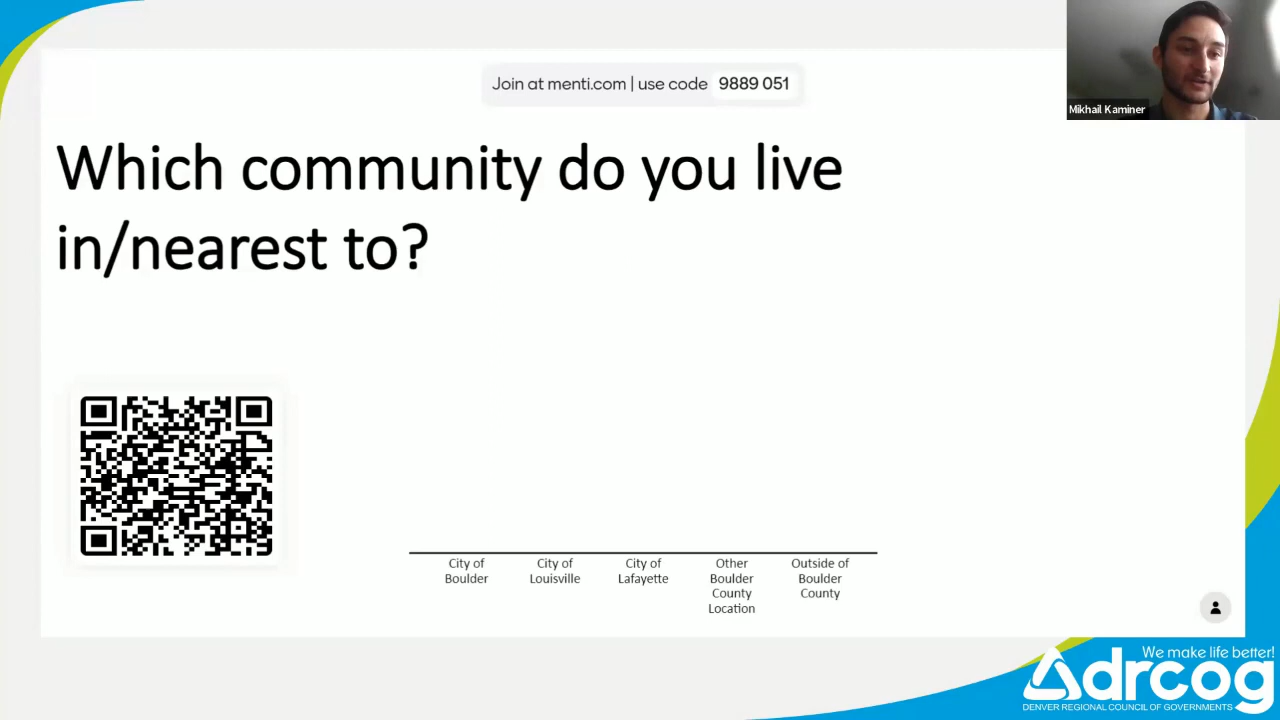 Join at menti.com | use code 9889 051
Mikhail Kaminer
Which community do you live
in/nearest to?
City of
Boulder
City of
Louisville
City of
Lafayette
Other
Boulder
County
Location
Outside of
Boulder
County
We make life better!
drcog
DENVER REGIONAL COUNCIL OF GOVERNMENTS